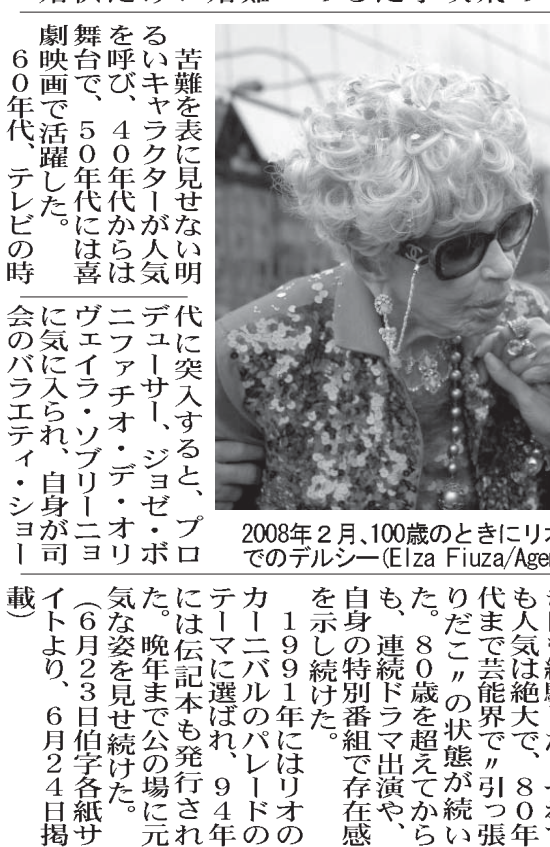 苦難を表に見せない明
るいキャラクターが人気
を呼び、４０年代からは
舞台で、５０年代には喜
劇映画で活躍した。
６０年代、テレビの時
代に突入すると、プロ
デューサー、ジョゼ・ボ
ニファチオ・デ・オリ
ヴェイラ・ソブリーニョ
に気に入られ、自身が司
会のバラエティ・ショー
2008年２月、100歳のときにリオ
でのデルシー(Elza Fiuza/Agen
も人気は絶大で、８０年
代まで芸能界で〃引っ張
りだこ〃の状態が続い
た。８０歳を超えてから
も、連続ドラマ出演や、
自身の特別番組で存在感
を示し続けた。
１９９１年にはリオの
カーニバルのパレードの
テーマに選ばれ、９４年
には伝記本も発行され
た。晩年まで公の場に元
気な姿を見せ続けた。
（６月２３日伯字各紙サ
イトより、６月２４日掲
載）